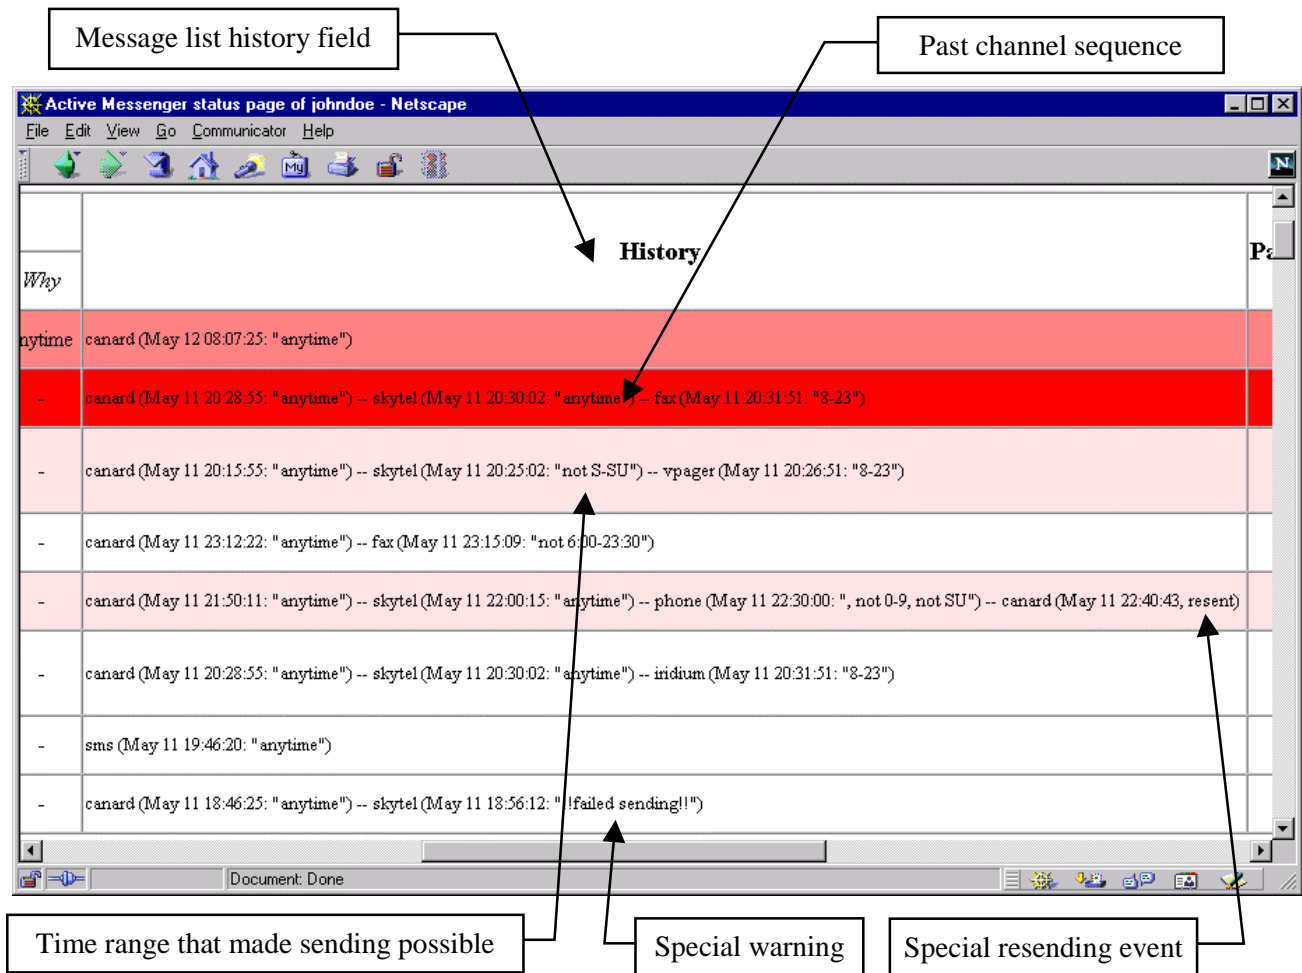 Message list history field
Past channel sequence
Active Messenger status page of johndoe - Netscape
File Edit View Go Communicator Help
My
N
History
Pa
Why
nytime canard (May 12 08:07:25: "anytime")
- canard (May 11 20:28:55: "anytime") -- skytel (May 11 20:30:02: "anytime") -- fax (May 11 20:31:51: "8-23")
- canard (May 11 20:15:55: "anytime") -- skytel (May 11 20:25:02: "not S-SU") -- vpager (May 11 20:26:51: "8-23")
- canard (May 11 23:12:22: "anytime") -- fax (May 11 23:15:09: "not 6:00-23:30")
- canard (May 11 21:50:11: "anytime") -- skytel (May 11 22:00:15: "anytime") -- phone (May 11 22:30:00: ", not 0-9, not SU") -- canard (May 11 22:40:43, resent)
- canard (May 11 20:28:55: "anytime") -- skytel (May 11 20:30:02: "anytime") -- iridium (May 11 20:31:51: "8-23")
- sms (May 11 19:46:20: "anytime")
- canard (May 11 18:46:25: "anytime") -- skytel (May 11 18:56:12: "!!failed sending!!")
Document: Done
Time range that made sending possible
Special warning
Special resending event